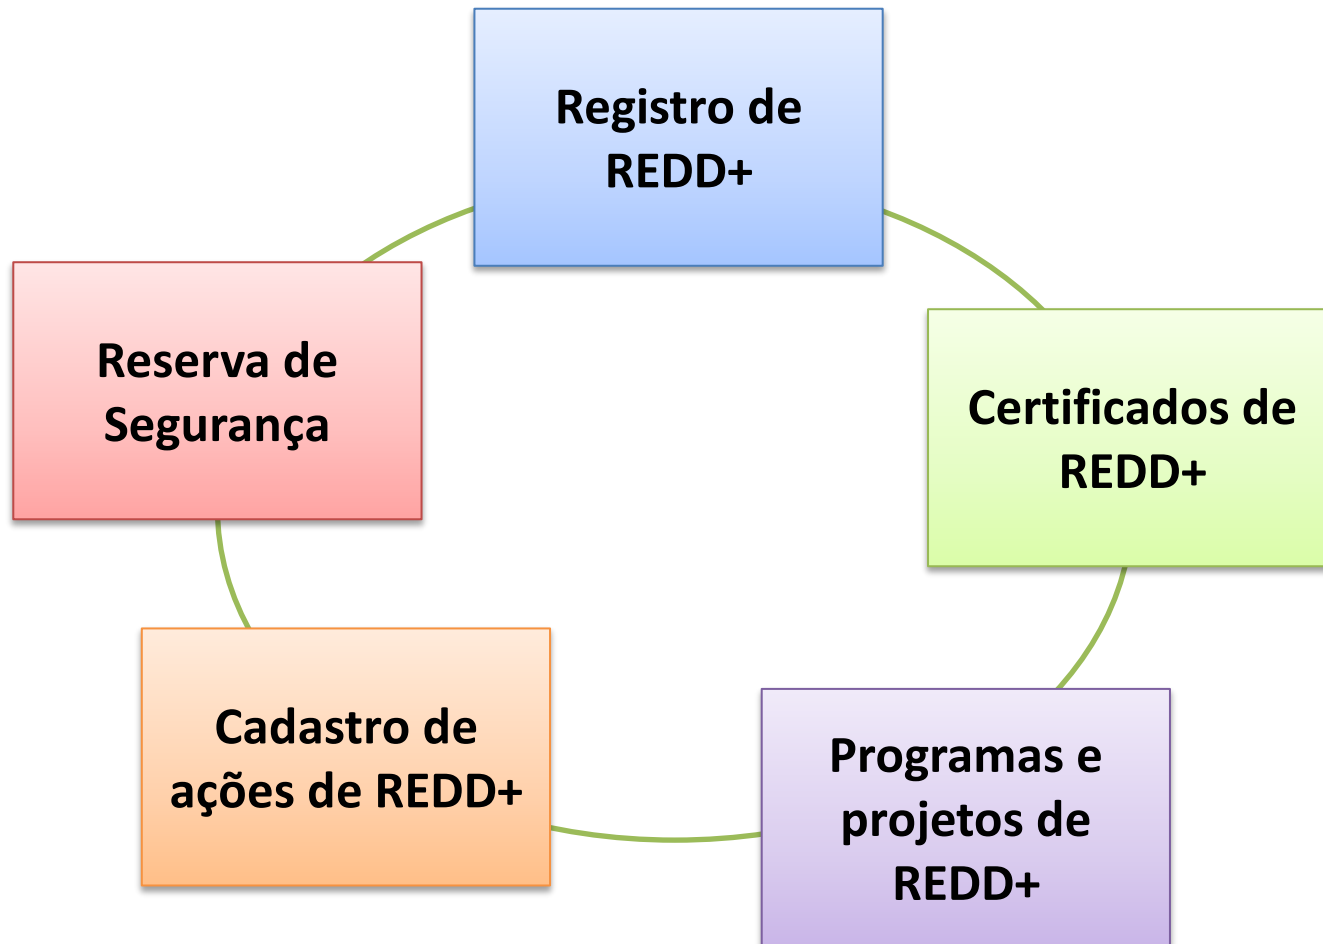 Registro de
REDD+
Reserva de
Segurança
Certificados de
REDD+
Cadastro de
ações de REDD+
Programas e
projetos de
REDD+